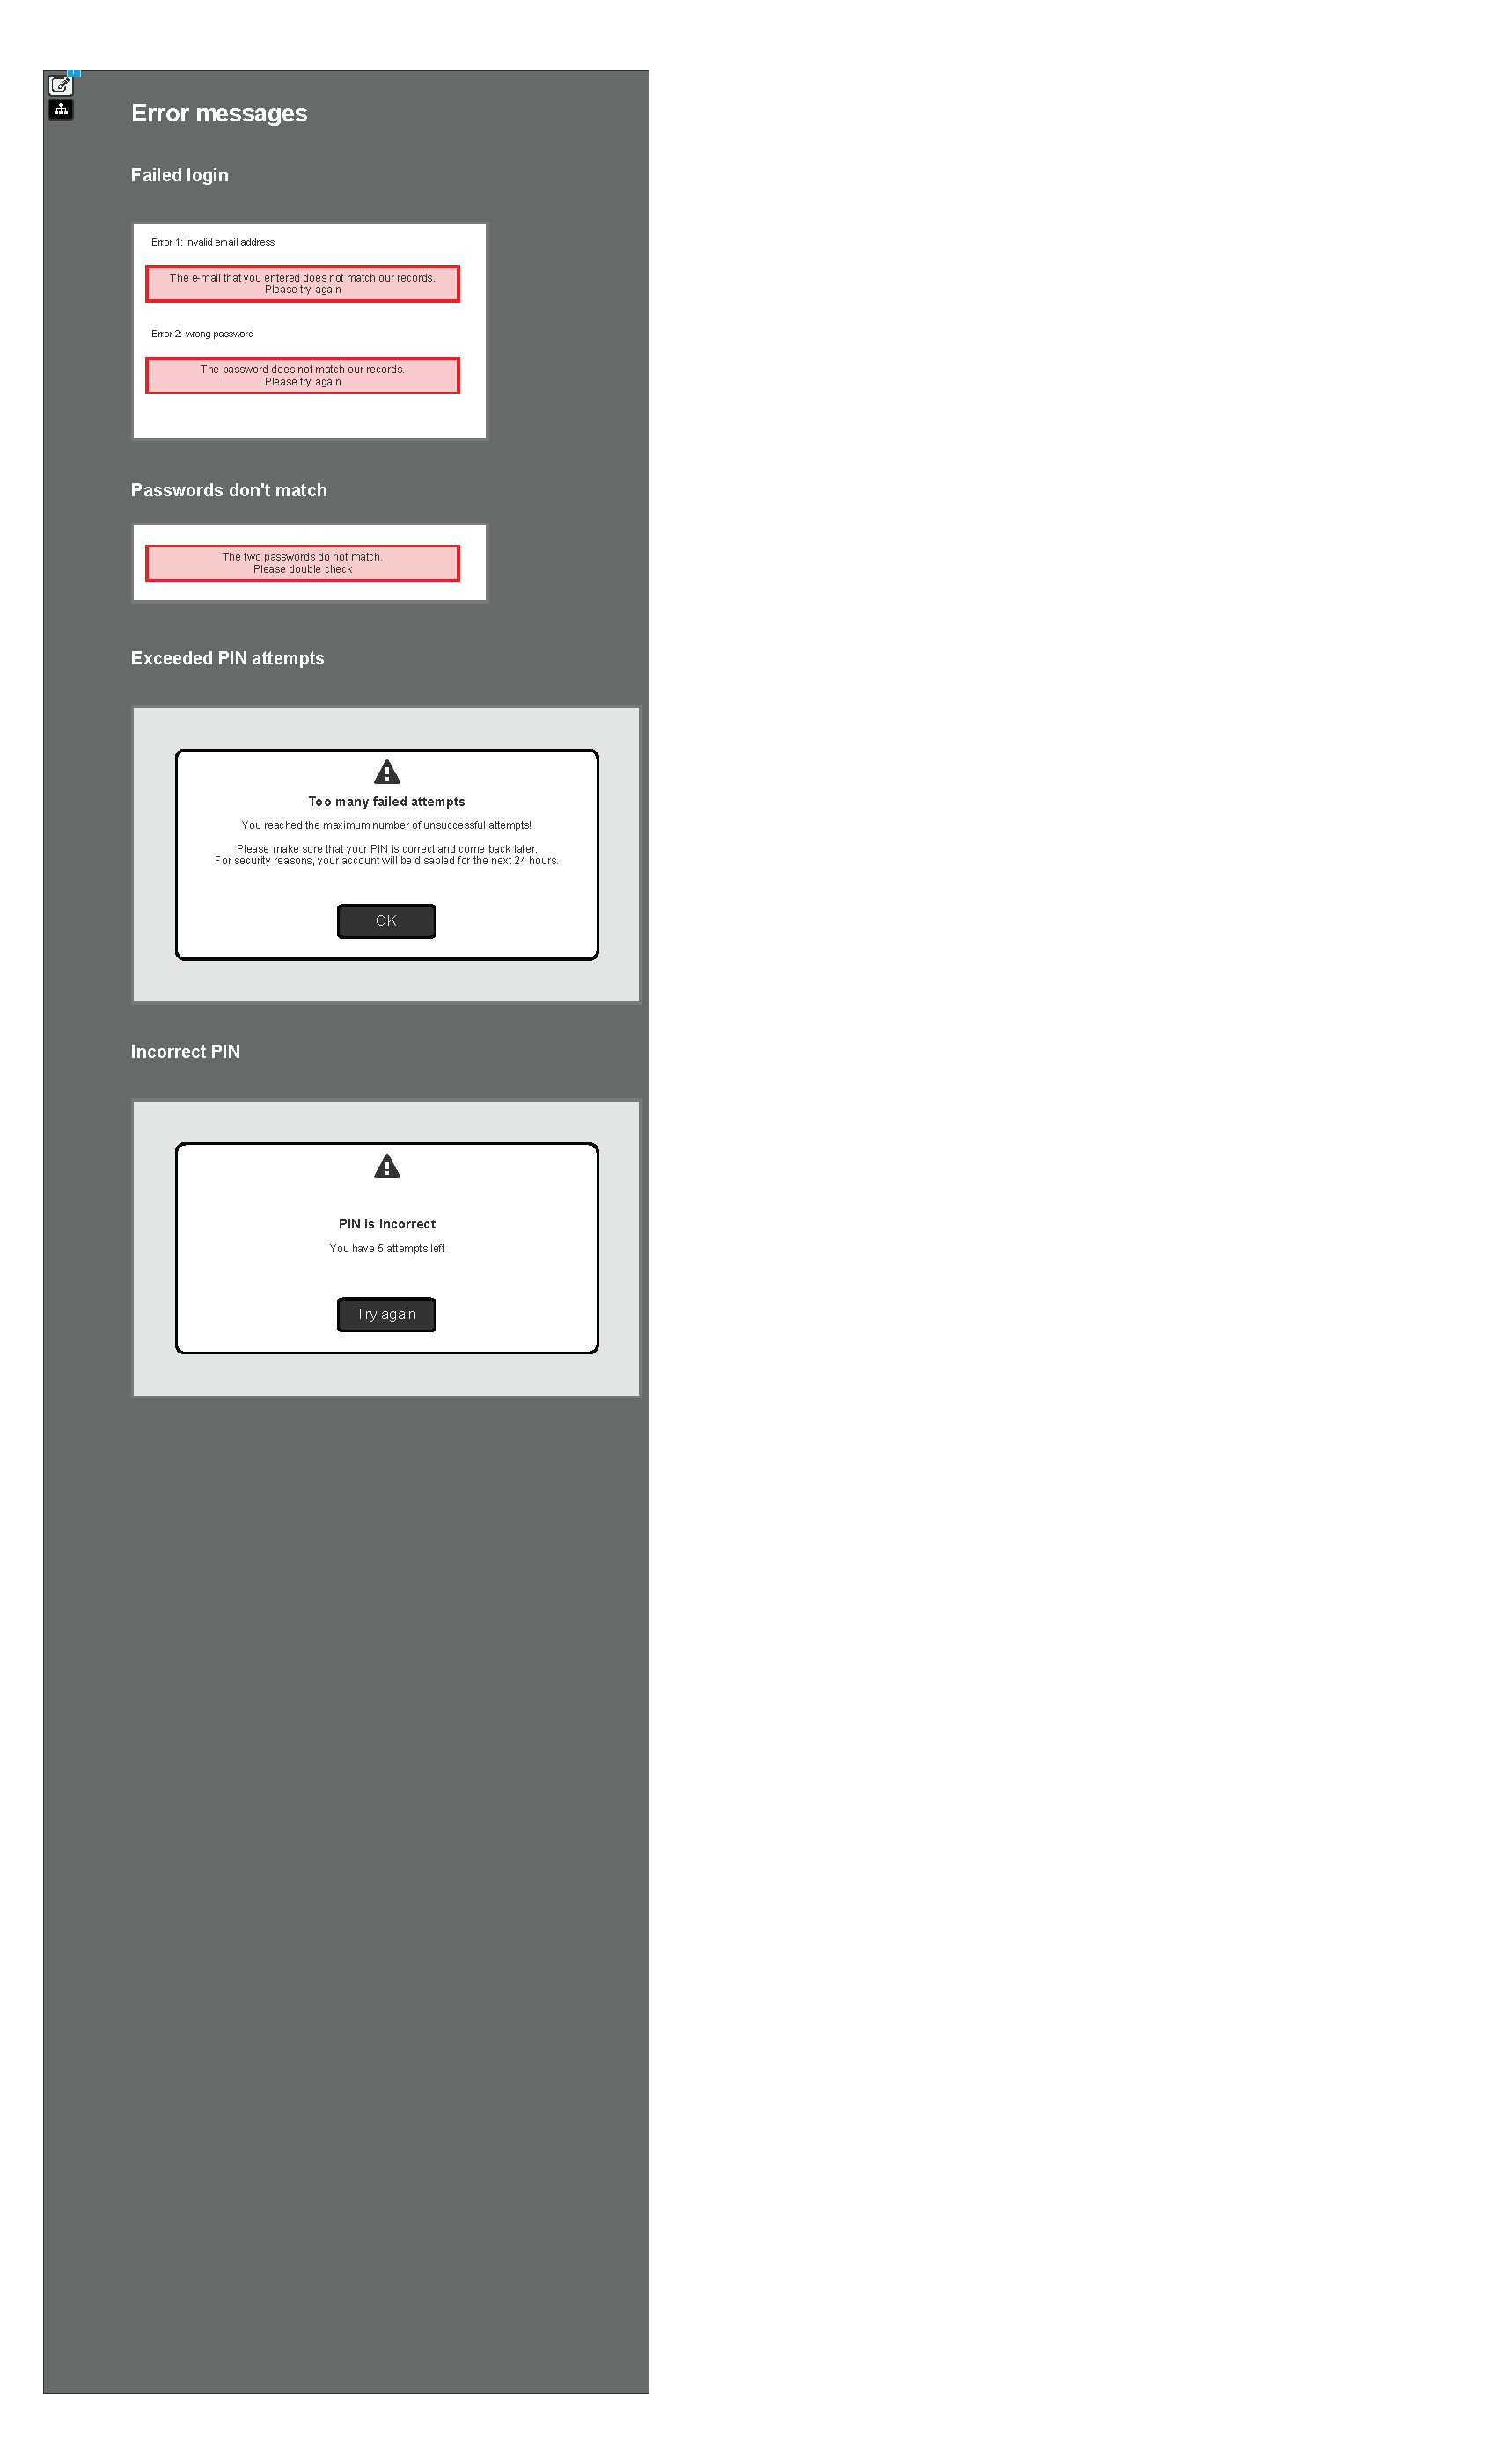 Error messages
Failed login
Error 1: invalid email address
The e-mail that you entered does not match our records.
Please try again
Error 2: wrong password
The password does not match our records.
Please try again
Passwords don't match
The two passwords do not match.
Please double check
Exceeded PIN attempts
Too many failed attempts
You reached the maximum number of unsuccessful attempts!
Please make sure that your PIN is correct and come back later.
For security reasons, your account will be disabled for the next 24 hours.
OK
Incorrect PIN
PIN is incorrect
You have 5 attempts left
Try again